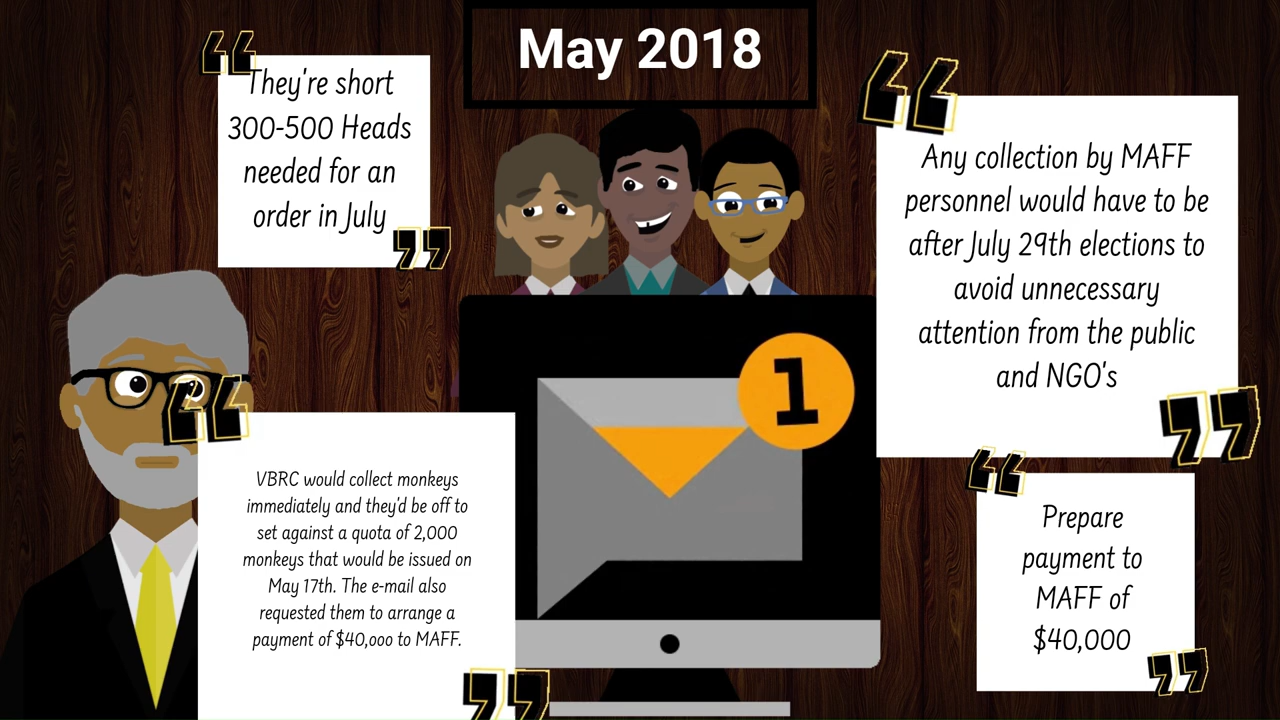 May 2018
They're short
300-500 Heads
needed for an
order in July
Any collection by MAFF
personnel would have to be
after July 29th elections to
avoid unnecessary
attention from the public
and NGO's
1
VBRC would collect monkeys
immediately and they'd be off to
set against a quota of 2,000
monkeys that would be issued on
May 17th. The e-mail also
requested them to arrange a
payment of $40,000 to MAFF.
Prepare
payment to
MAFF of
$40,000